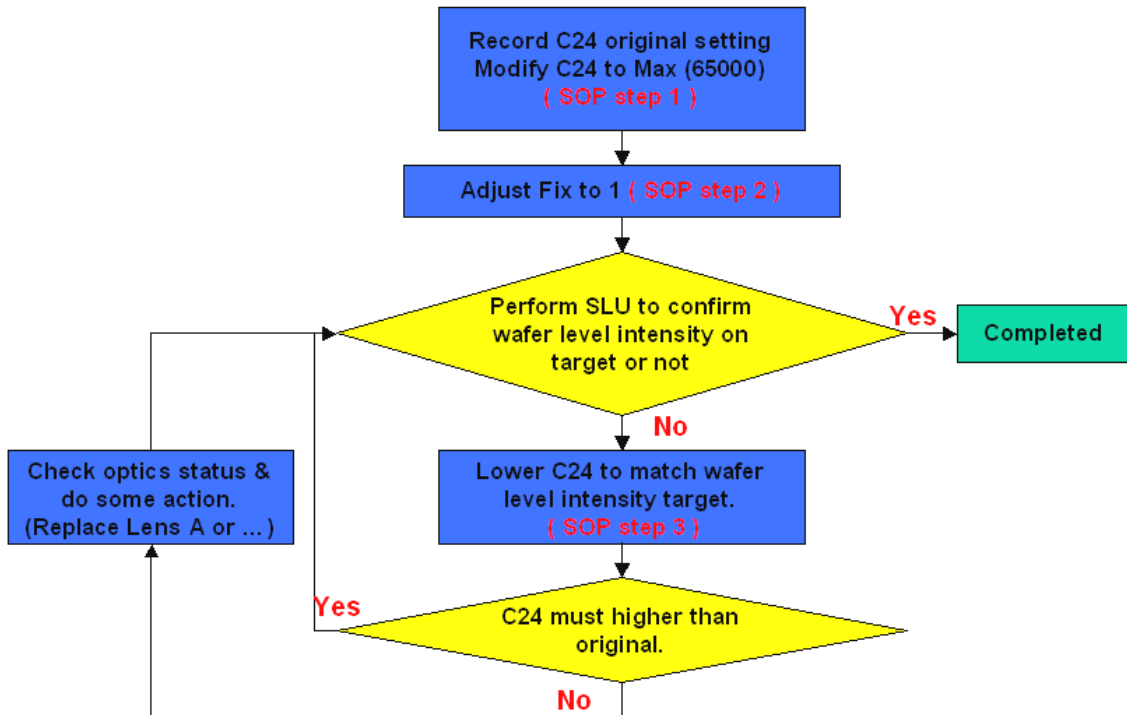 Record C24 original setting
Modify C24 to Max (65000)
( SOP step 1 )
Adjust Fix to 1 ( SOP step 2 )
Perform SLU to confirm
wafer level intensity on
target or not
Yes
Completed
No
Check optics status &
do some action.
(Replace Lens A or ... )
Lower C24 to match wafer
level intensity target.
( SOP step 3 )
Yes
C24 must higher than
original.
No